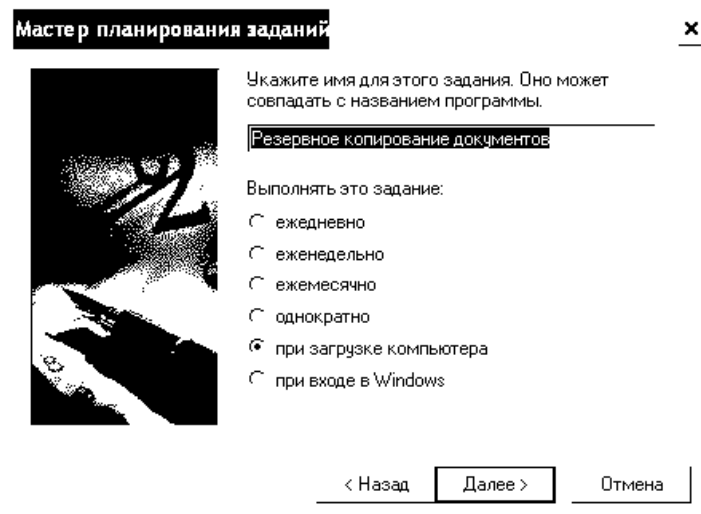 Мастер планирования заданий
Укажите имя для этого задания. Оно может
совпадать с названием программы.
Резервное копирование документов
Выполнять это задание:
ежедневно
еженедельно
ежемесячно
однократно
при загрузке компьютера
при входе в Windows
< Назад
Далее >
Отмена